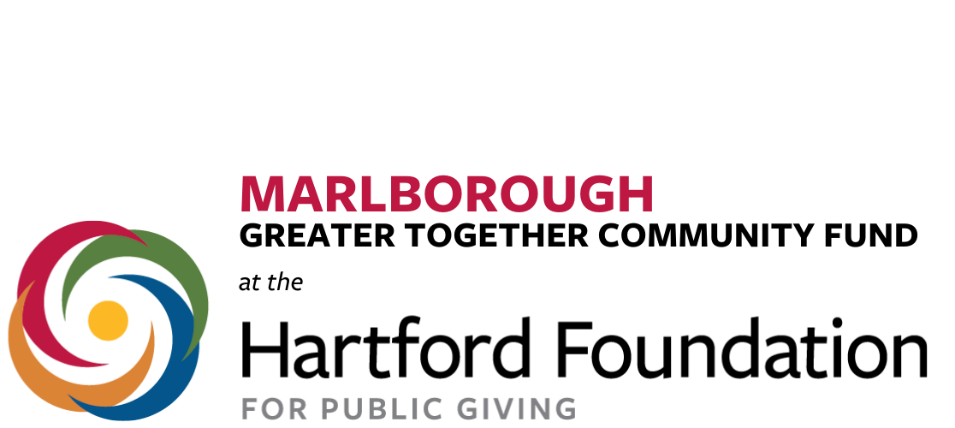 MARLBOROUGH
GREATER TOGETHER COMMUNITY FUND
at the
Hartford Foundation
FOR PUBLIC GIVING